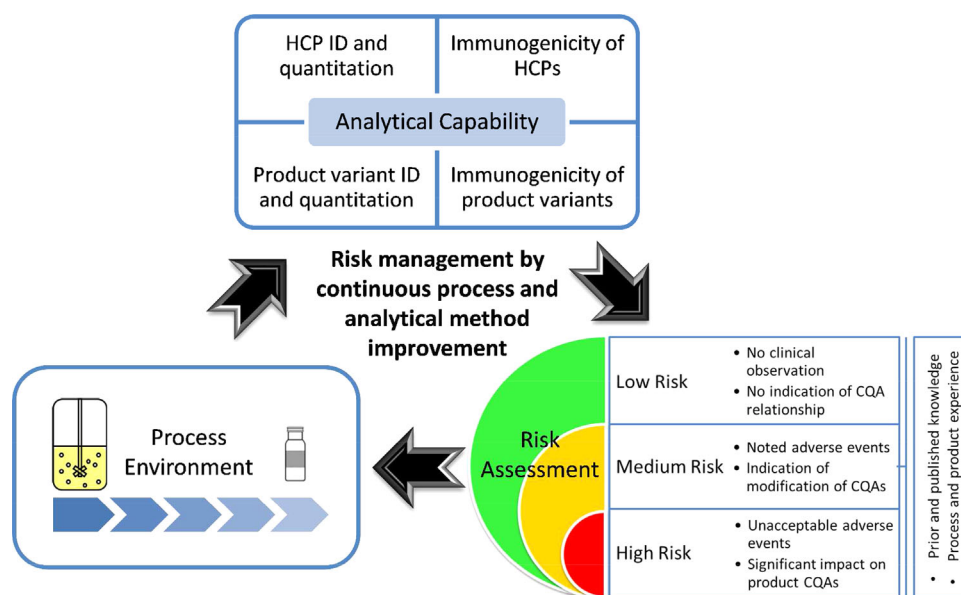 HCP ID and
quantitation
Immunogenicity of
HCPs
Analytical Capability
Product variant ID
and quantitation
Immunogenicity of
product variants
Risk management by
continuous process and
analytical method
improvement
Process
Environment
Risk
Assessment
Low Risk
• No clinical
observation
• No indication of CQA
relationship
Medium Risk
• Noted adverse events
• Indication of
modification of CQAs
High Risk
• Unacceptable adverse
events
• Significant impact on
product CQAs
• Prior and published knowledge
• Process and product experience